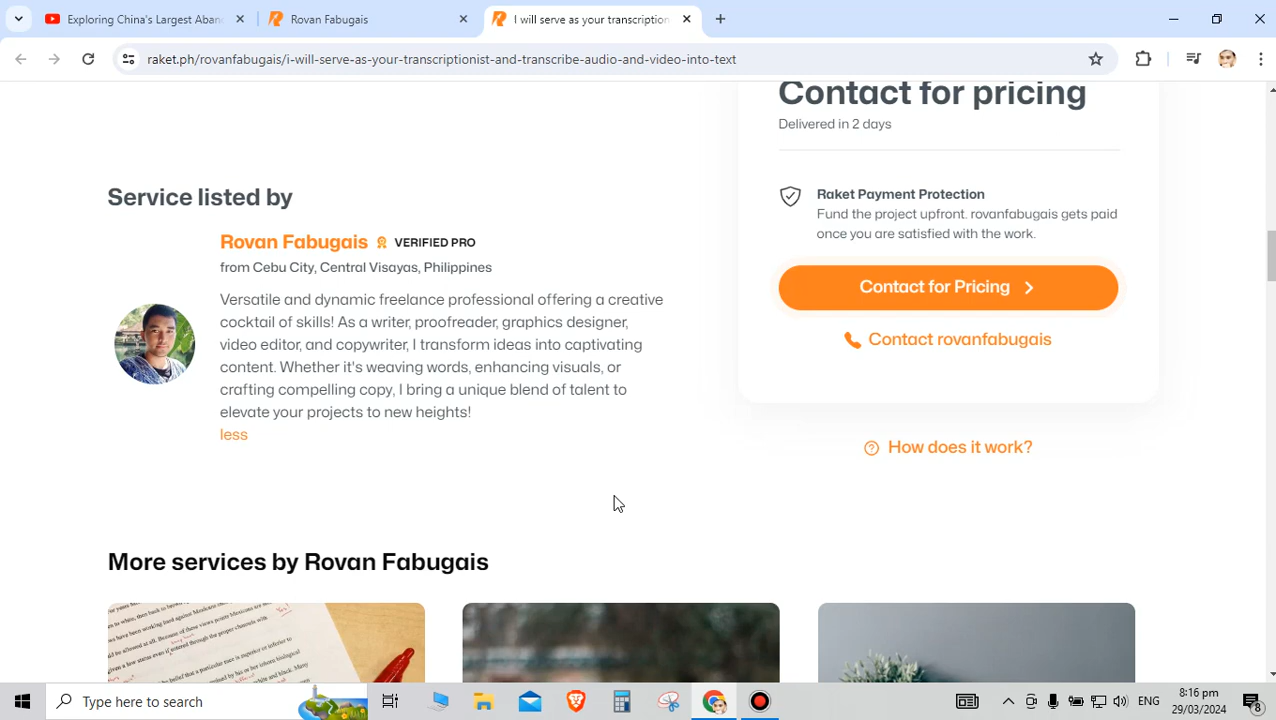 Exploring China's Largest Aban
Rovan Fabugais
I will serve as your transcription
raket.ph/rovanfabugais/i-will-serve-as-your-transcriptionist-and-transcribe-audio-and-video-into-text
Contact for pricing
Delivered in 2 days
Raket Payment Protection
Fund the project upfront. rovanfabugais gets paid
once you are satisfied with the work.
Contact for Pricing
Contact rovanfabugais
How does it work?
Service listed by
Rovan Fabugais VERIFIED PRO
from Cebu City, Central Visayas, Philippines
Versatile and dynamic freelance professional offering a creative
cocktail of skills! As a writer, proofreader, graphics designer,
video editor, and copywriter, I transform ideas into captivating
content. Whether it's weaving words, enhancing visuals, or
crafting compelling copy, I bring a unique blend of talent to
elevate your projects to new heights!
less
More services by Rovan Fabugais
Type here to search
ENG
8:16 pm
29/03/2024
8